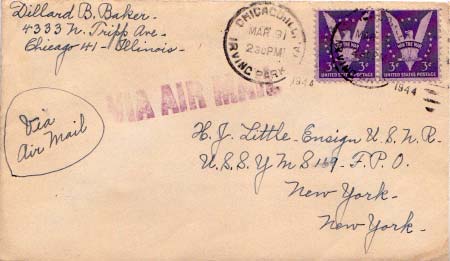 Dillard B. Baker.
4333 N. Tripp Ave.
Chicago 41 - Illinois.
CHICAGO, ILL.
MAR 31
2 30 PM
1944
IRVING PARK
WIN THE WAR
3¢ 3¢
UNITED STATES POSTAGE
WIN THE WAR
3¢ 3¢
UNITED STATES POSTAGE
1944
VIA AIR MAIL
Via
Air Mail
H. J. Little. Ensign U.S.N.R.
U.S.S. Y M S 169 - F.P.O.
New York -
New York. -